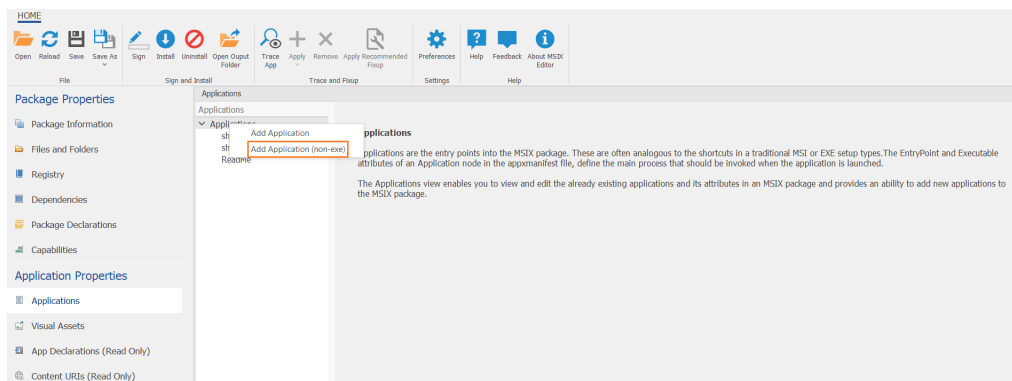 HOME
Open Reload Save Save As Sign Install Uninstall Open Ouput Folder Trace App Apply Remove Apply Recommended Fixup Preferences Help Feedback About MSIX Editor
File Sign and Install Trace and Fixup Settings Help
Package Properties
Package Information
Files and Folders
Registry
Dependencies
Package Declarations
Capabilities
Application Properties
Applications
Visual Assets
App Declarations (Read Only)
Content URIs (Read Only)
Applications
Applications
Applications
sh
sh
ReadMe
Add Application
Add Application (non-exe)
pplications
pplications are the entry points into the MSIX package. These are often analogous to the shortcuts in a traditional MSI or EXE setup types.The EntryPoint and Executable
attributes of an Application node in the appxmanifest file, define the main process that should be invoked when the application is launched.
The Applications view enables you to view and edit the already existing applications and its attributes in an MSIX package and provides an ability to add new applications to
the MSIX package.